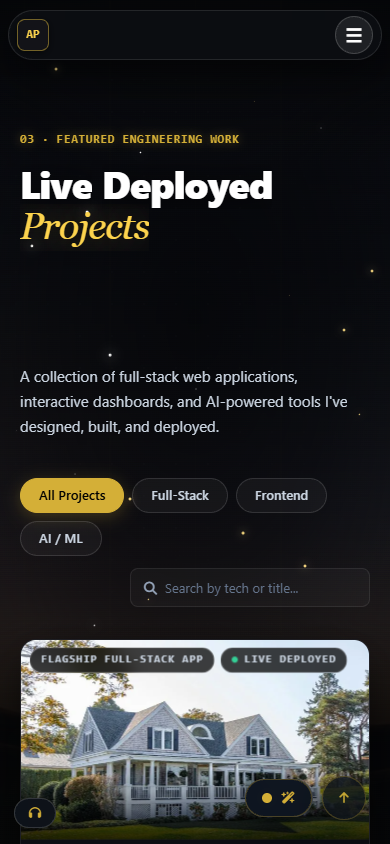 AP
03 · FEATURED ENGINEERING WORK
Live Deployed
Projects
A collection of full-stack web applications,
interactive dashboards, and AI-powered tools I've
designed, built, and deployed.
All Projects
Full-Stack
Frontend
AI / ML
Search by tech or title...
FLAGSHIP FULL-STACK APP
LIVE DEPLOYED